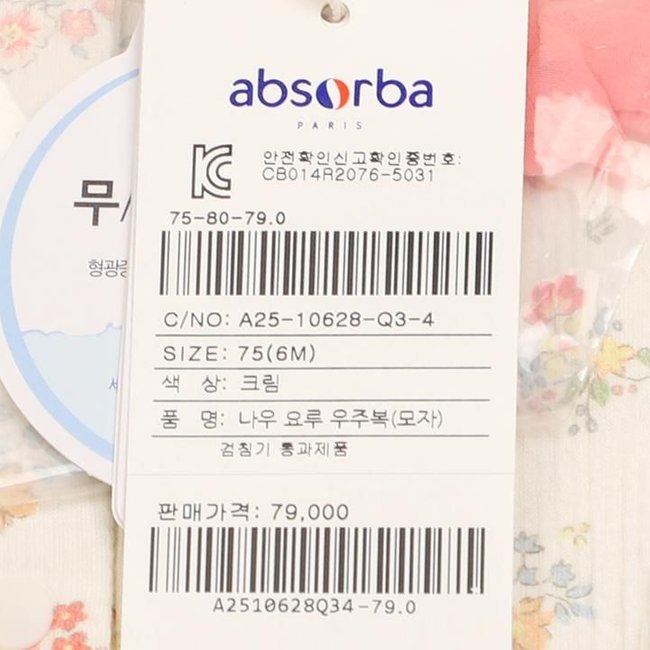 absorba
PARIS
안전확인신고확인증번호:
CB014R2076-5031
75-80-79.0
C/NO: A25-10628-Q3-4
SIZE: 75(6M)
색 상: 크림
품 명: 나우 요루 우주복(모자)
검침기 통과제품
판매가격: 79,000
A2510628Q34-79.0
무
형광